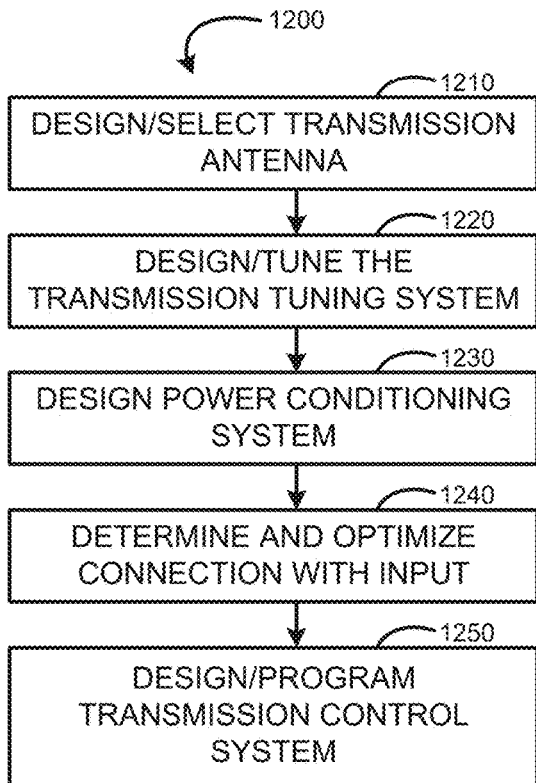 1200
1210
DESIGN/SELECT TRANSMISSION
ANTENNA
1220
DESIGN/TUNE THE
TRANSMISSION TUNING SYSTEM
1230
DESIGN POWER CONDITIONING
SYSTEM
1240
DETERMINE AND OPTIMIZE
CONNECTION WITH INPUT
1250
DESIGN/PROGRAM
TRANSMISSION CONTROL
SYSTEM